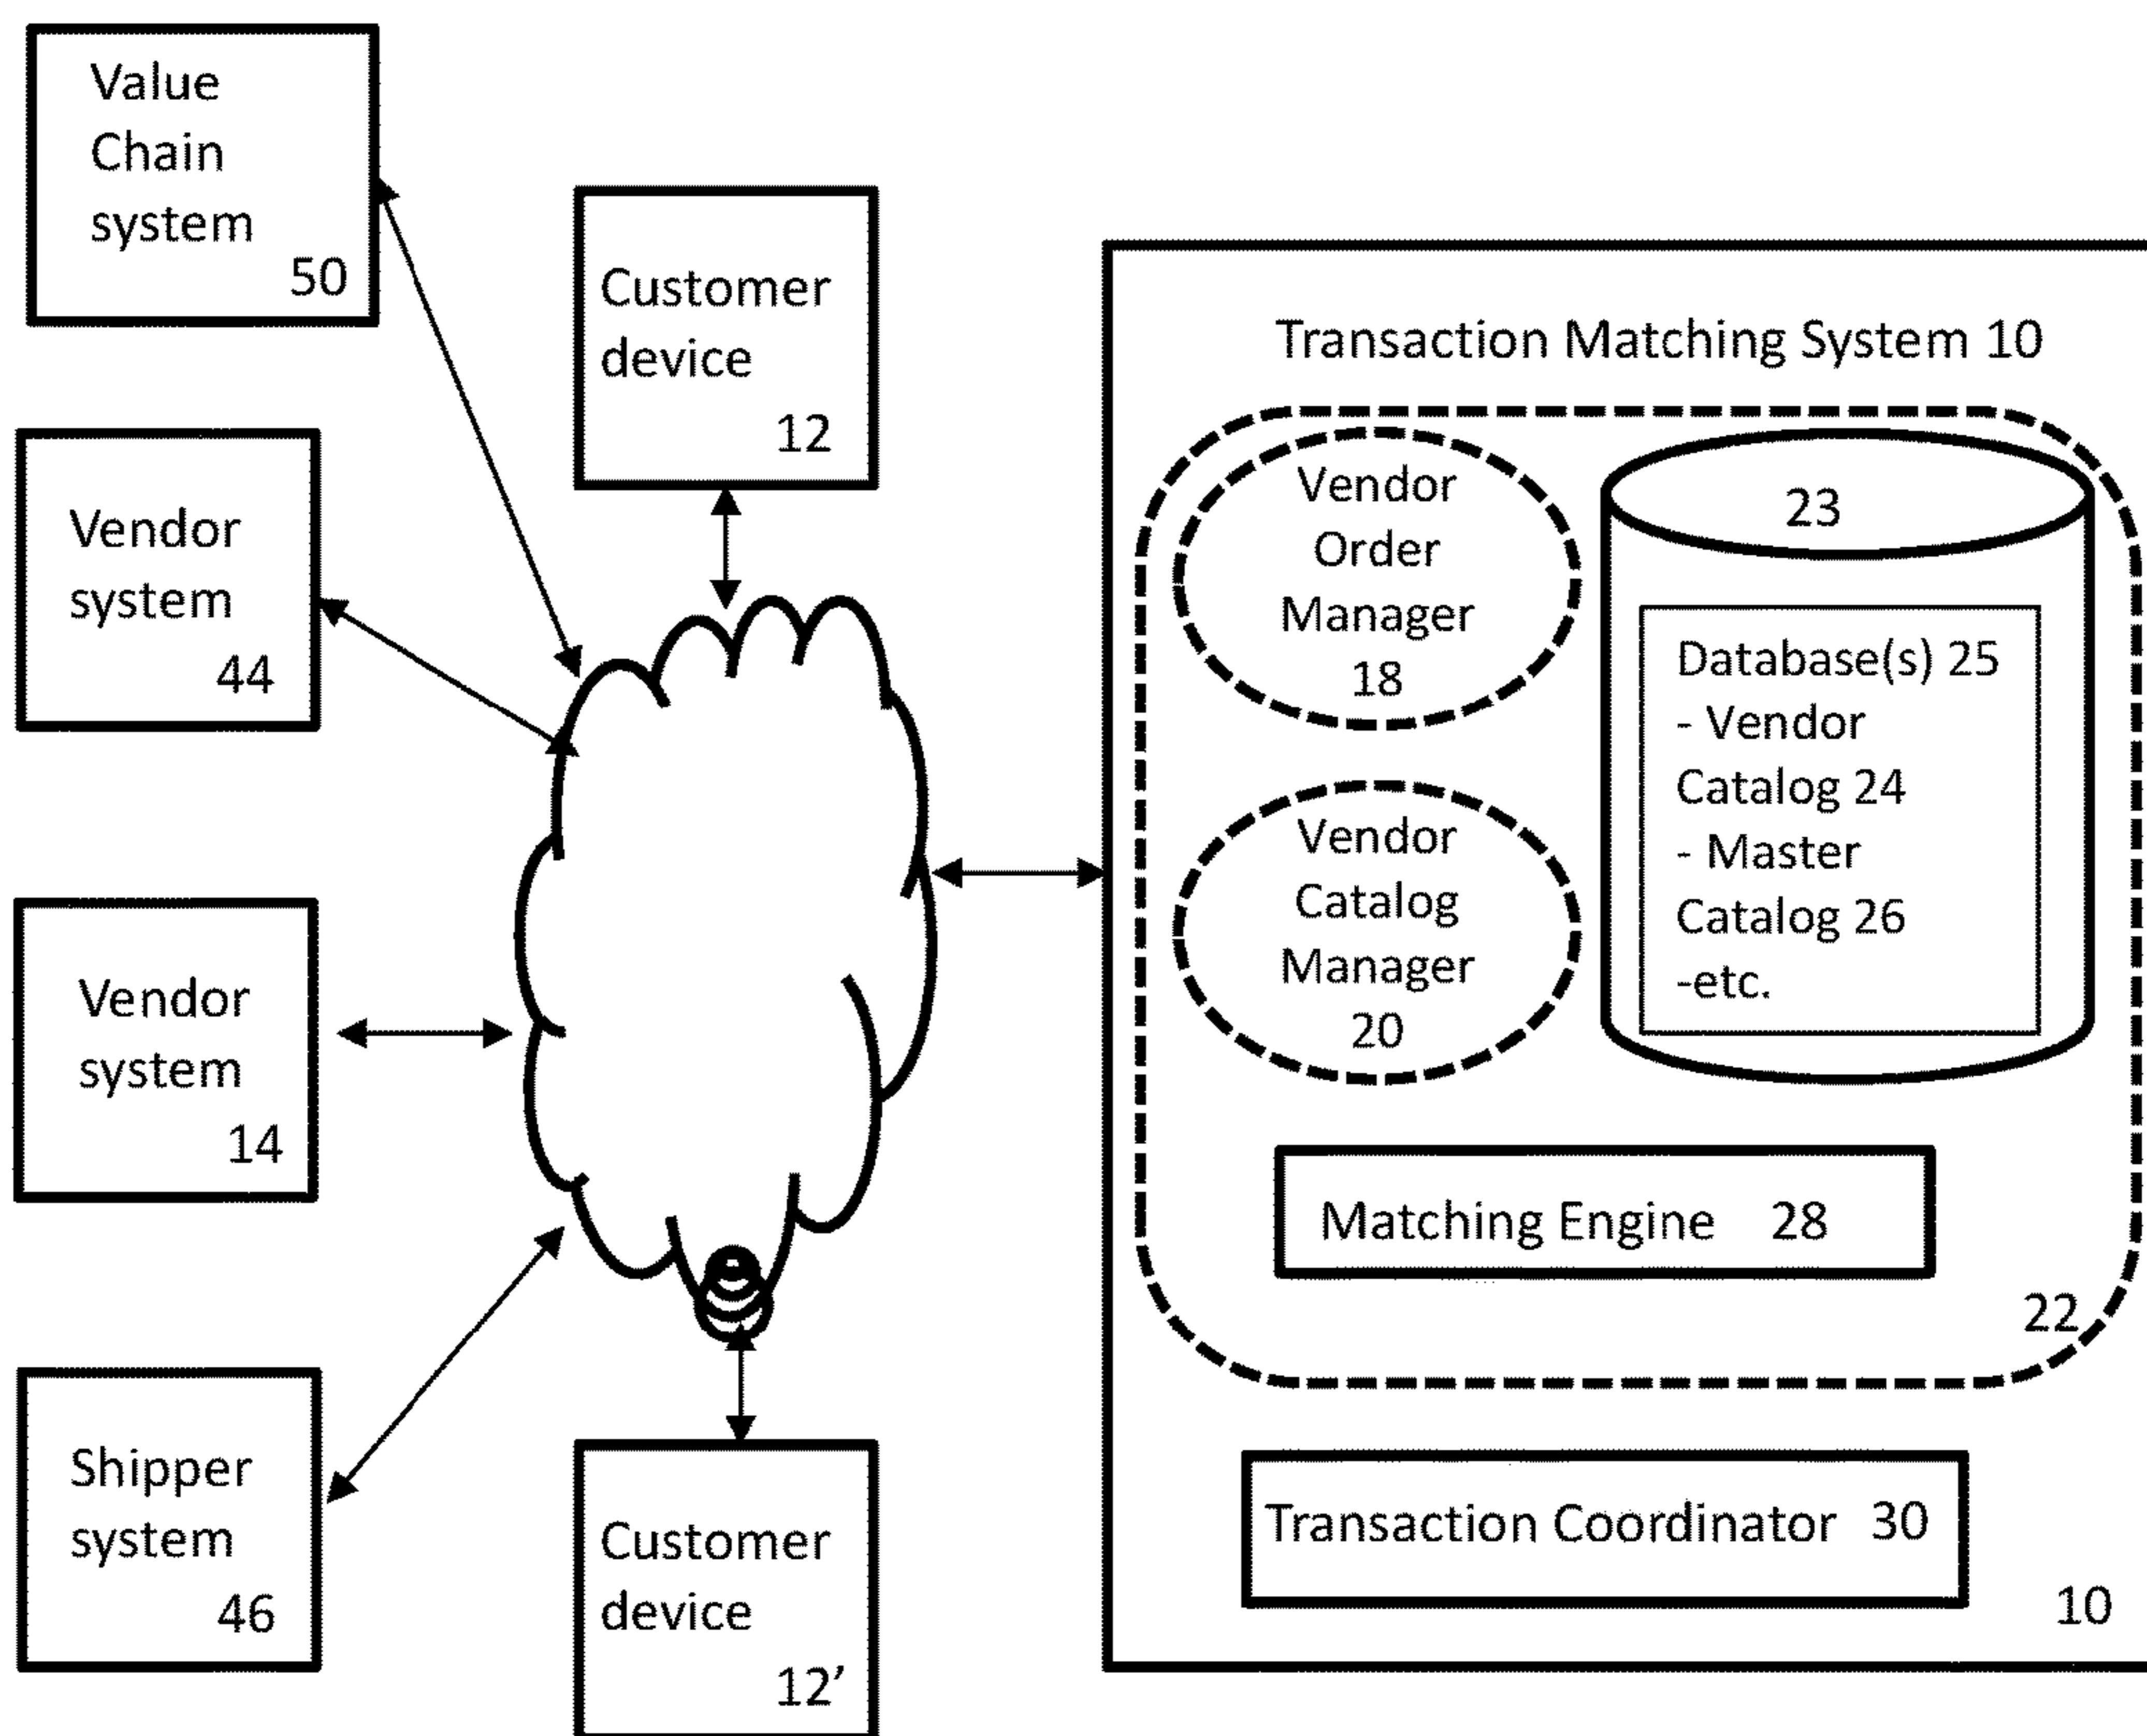 Value
Chain
system
50
Customer
device
12
Vendor
system
44
Vendor
system
14
Shipper
system
46
Customer
device
12’
Transaction Matching System 10
Vendor
Order
Manager
18
23
Database(s) 25
- Vendor
Catalog 24
- Master
Catalog 26
-etc.
Vendor
Catalog
Manager
20
Matching Engine 28
22
Transaction Coordinator 30
10